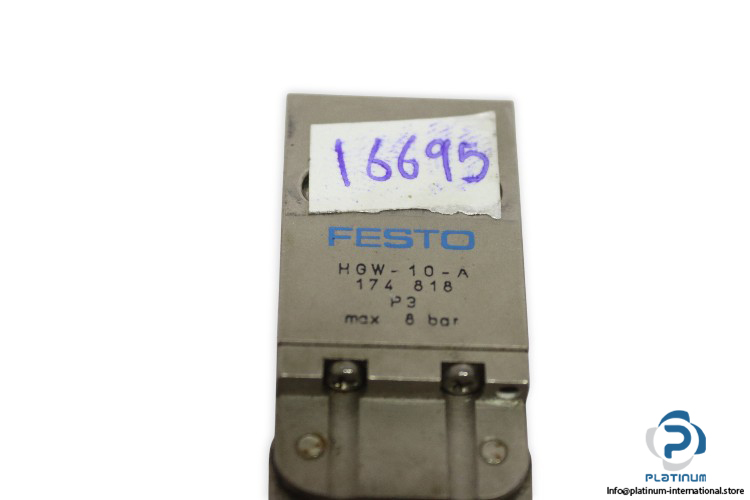 16695
FESTO
HGW-10-A
174 818
P3
max 8 bar
PLATINUM
Info@platinum-international.store